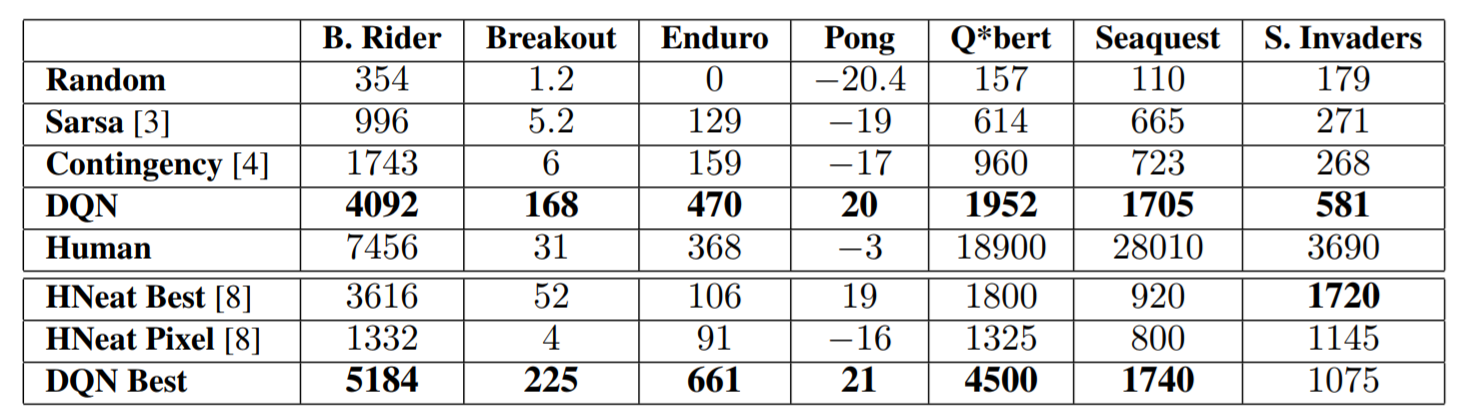 B. Rider Breakout Enduro Pong Q*bert Seaquest S. Invaders
Random 354 1.2 0 −20.4 157 110 179
Sarsa [3] 996 5.2 129 −19 614 665 271
Contingency [4] 1743 6 159 −17 960 723 268
DQN 4092 168 470 20 1952 1705 581
Human 7456 31 368 −3 18900 28010 3690
HNeat Best [8] 3616 52 106 19 1800 920 1720
HNeat Pixel [8] 1332 4 91 −16 1325 800 1145
DQN Best 5184 225 661 21 4500 1740 1075